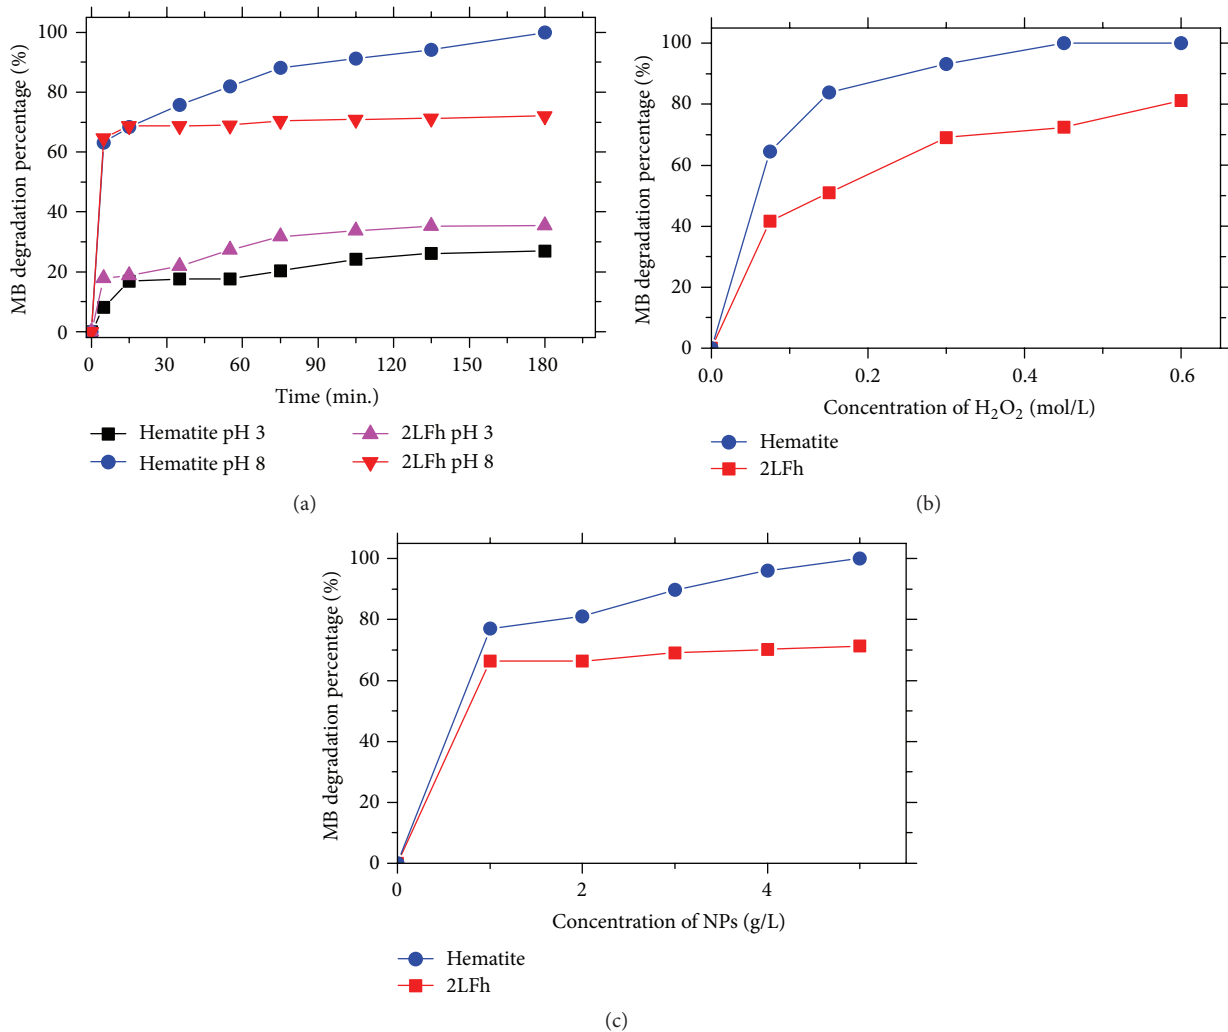 MB degradation percentage (%)
100
80
60
40
20
0
0 30 60 90 120 150 180
Time (min.)
Hematite pH 3
Hematite pH 8
2LFh pH 3
2LFh pH 8
(a)
MB degradation percentage (%)
100
80
60
40
20
0
0.0 0.2 0.4 0.6
Concentration of H₂O₂ (mol/L)
Hematite
2LFh
(b)
MB degradation percentage (%)
100
80
60
40
20
0
0 2 4
Concentration of NPs (g/L)
Hematite
2LFh
(c)